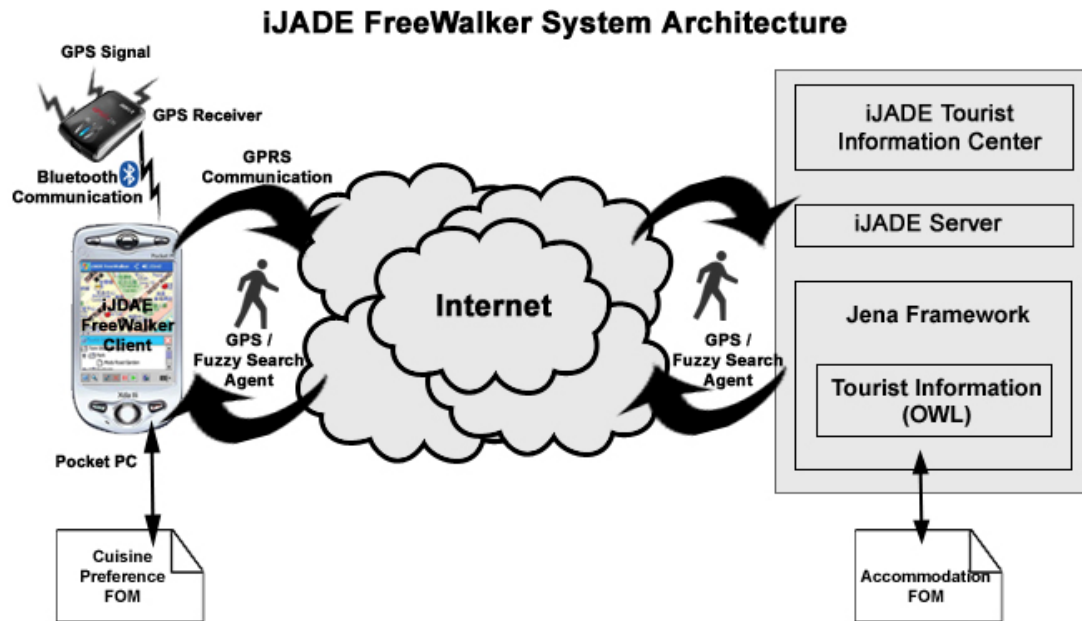 iJADE FreeWalker System Architecture
GPS Signal
GPS Receiver
Bluetooth
Communication
GPRS
Communication
iJDAE
FreeWalker
Client
GPS /
Fuzzy Search
Agent
Pocket PC
Cuisine
Preference
FOM
Internet
GPS /
Fuzzy Search
Agent
iJADE Tourist
Information Center
iJADE Server
Jena Framework
Tourist Information
(OWL)
Accommodation
FOM